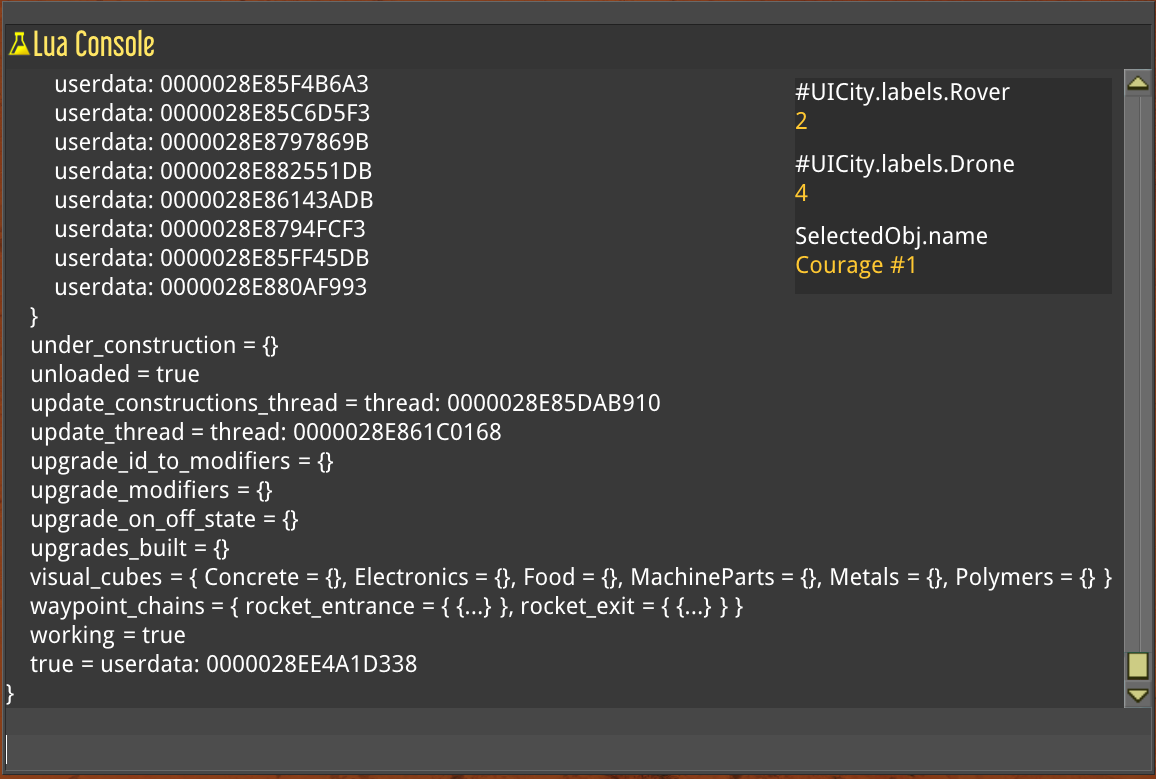 Lua Console
userdata: 0000028E85F4B6A3
userdata: 0000028E85C6D5F3
userdata: 0000028E8797869B
userdata: 0000028E882551DB
userdata: 0000028E86143ADB
userdata: 0000028E8794FCF3
userdata: 0000028E85FF45DB
userdata: 0000028E880AF993
}
under_construction = {}
unloaded = true
update_constructions_thread = thread: 0000028E85DAB910
update_thread = thread: 0000028E861C0168
upgrade_id_to_modifiers = {}
upgrade_modifiers = {}
upgrade_on_off_state = {}
upgrades_built = {}
visual_cubes = { Concrete = {}, Electronics = {}, Food = {}, MachineParts = {}, Metals = {}, Polymers = {} }
waypoint_chains = { rocket_entrance = { {...} }, rocket_exit = { {...} } }
working = true
true = userdata: 0000028EE4A1D338
}
#UICity.labels.Rover
2
#UICity.labels.Drone
4
SelectedObj.name
Courage #1